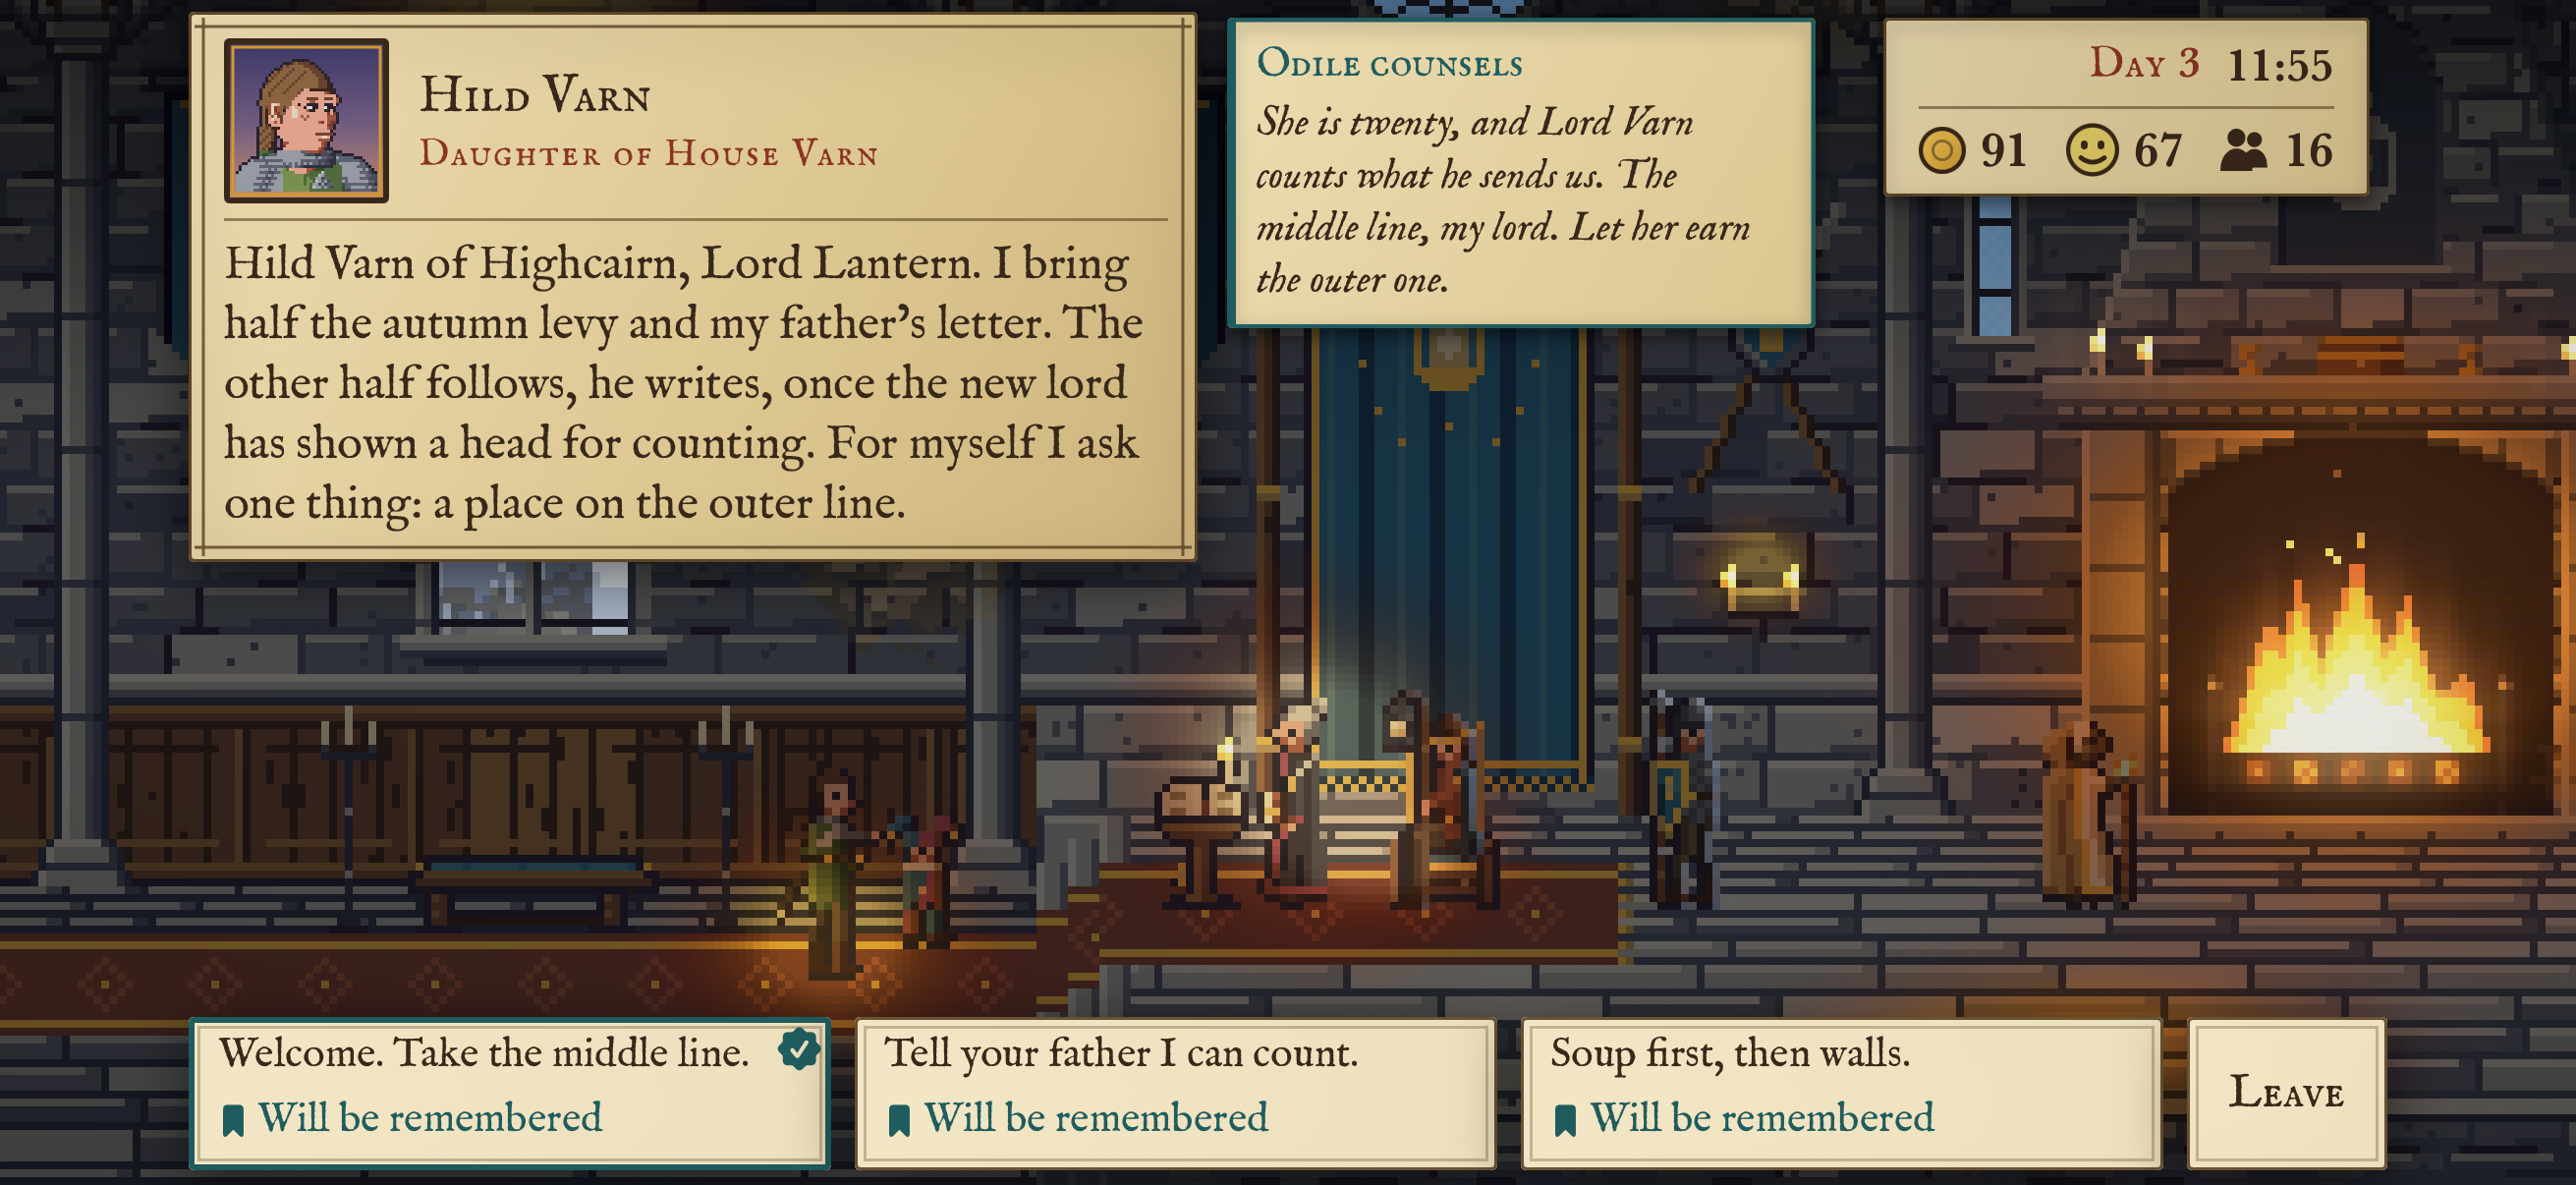 Hild Varn
Daughter of House Varn
Hild Varn of Highcairn, Lord Lantern. I bring
half the autumn levy and my father’s letter. The
other half follows, he writes, once the new lord
has shown a head for counting. For myself I ask
one thing: a place on the outer line.
Odile counsels
She is twenty, and Lord Varn
counts what he sends us. The
middle line, my lord. Let her earn
the outer one.
Day 3 11:55
91 67 16
Welcome. Take the middle line.
Will be remembered
Tell your father I can count.
Will be remembered
Soup first, then walls.
Will be remembered
Leave